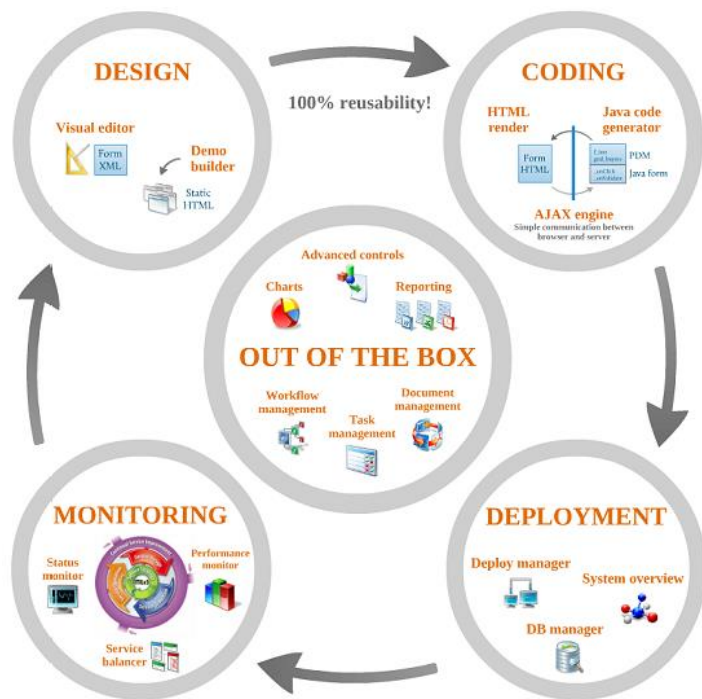 DESIGN
Visual editor
Form
XML
Demo
builder
Static
HTML
100% reusability!
CODING
HTML
render
Java code
generator
Form
HTML
PDM
Java form
AJAX engine
Simple communication between
browser and server
Advanced controls
Charts
Reporting
OUT OF THE BOX
Workflow
management
Task
management
Document
management
MONITORING
Status
monitor
Performance
monitor
Service
balancer
DEPLOYMENT
Deploy manager
System overview
DB manager